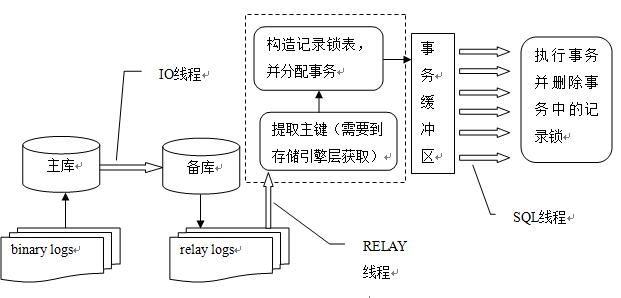 构造记录锁表,
并分配事务
事
务
缓
冲
区
执行事务
并删除事
务中的记
录锁
IO线程
提取主键（需要到
存储引擎层获取）
主库
备库
SQL线程
binary logs
relay logs
RELAY
线程